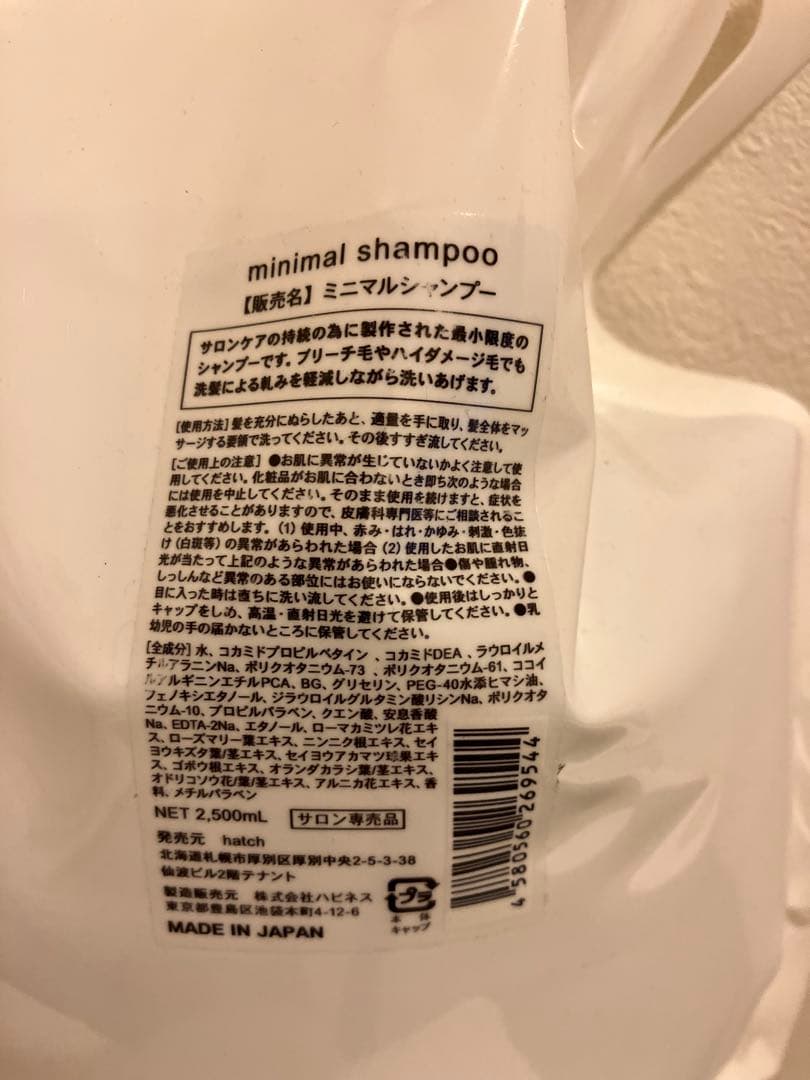 minimal shampoo
【販売名】ミニマルシャンプー
サロンケアの持続の為に製作された最小限度の
シャンプーです。ブリーチ毛やハイダメージ毛でも
洗髪による軋みを軽減しながら洗いあげます。
[使用方法]髪を充分にぬらしたあと、適量を手に取り、髪全体をマッ
サージする要領で洗ってください。その後すすぎ流してください。
[ご使用上の注意]●お肌に異常が生じていないかよく注意して使
用してください。化粧品がお肌に合わないとき即ち次のような場合
には使用を中止してください。そのまま使用を続けますと、症状を
悪化させることがありますので、皮膚科専門医等にご相談されるこ
とをおすすめします。(1)使用中、赤み・はれ・かゆみ・刺激・色抜
け(白斑等)の異常があらわれた場合(2)使用したお肌に直射日
光が当たって上記のような異常があらわれた場合●傷や腫れ物、
しっしんなど異常のある部位にはお使いにならないでください。●
目に入った時は直ちに洗い流してください。●使用後はしっかりと
キャップをしめ、高温・直射日光を避けて保管してください。●乳
幼児の手の届かないところに保管してください。
[全成分]水、コカミドプロピルベタイン、コカミドDEA、ラウロイルメ
チルアラニンNa、ポリクオタニウム-73、ポリクオタニウム-61、ココイ
ルアルギニンエチルPCA、BG、グリセリン、PEG-40水添ヒマシ油、
フェノキシエタノール、ジラウロイルグルタミン酸リシンNa、ポリクオタ
ニウム-10、プロピルパラベン、クエン酸、安息香酸
Na、EDTA-2Na、エタノール、ローマカミツレ花エキ
ス、ローズマリー葉エキス、ニンニク根エキス、セイ
ヨウキズタ葉/茎エキス、セイヨウアカマツ球果エキ
ス、ゴボウ根エキス、オランダカラシ葉/茎エキス、
オドリコソウ花/葉/茎エキス、アルニカ花エキス、香
料、メチルパラベン
NET 2,500mL サロン専売品
発売元 hatch
北海道札幌市厚別区厚別中央2-5-3-38
仙波ビル2階テナント
製造販売元 株式会社ハピネス
東京都豊島区池袋本町4-12-6
MADE IN JAPAN
プラ
本体
キャップ
4580560269544